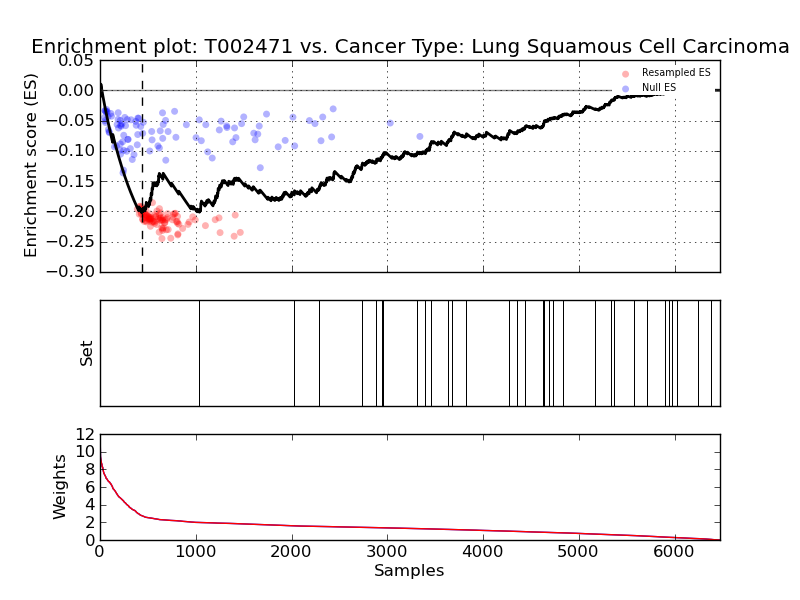 Enrichment plot: T002471 vs. Cancer Type: Lung Squamous Cell Carcinoma
Enrichment score (ES)
0.05
0.00
−0.05
−0.10
−0.15
−0.20
−0.25
−0.30
Resampled ES
Null ES
Set
Weights
12
10
8
6
4
2
0
0 1000 2000 3000 4000 5000 6000
Samples